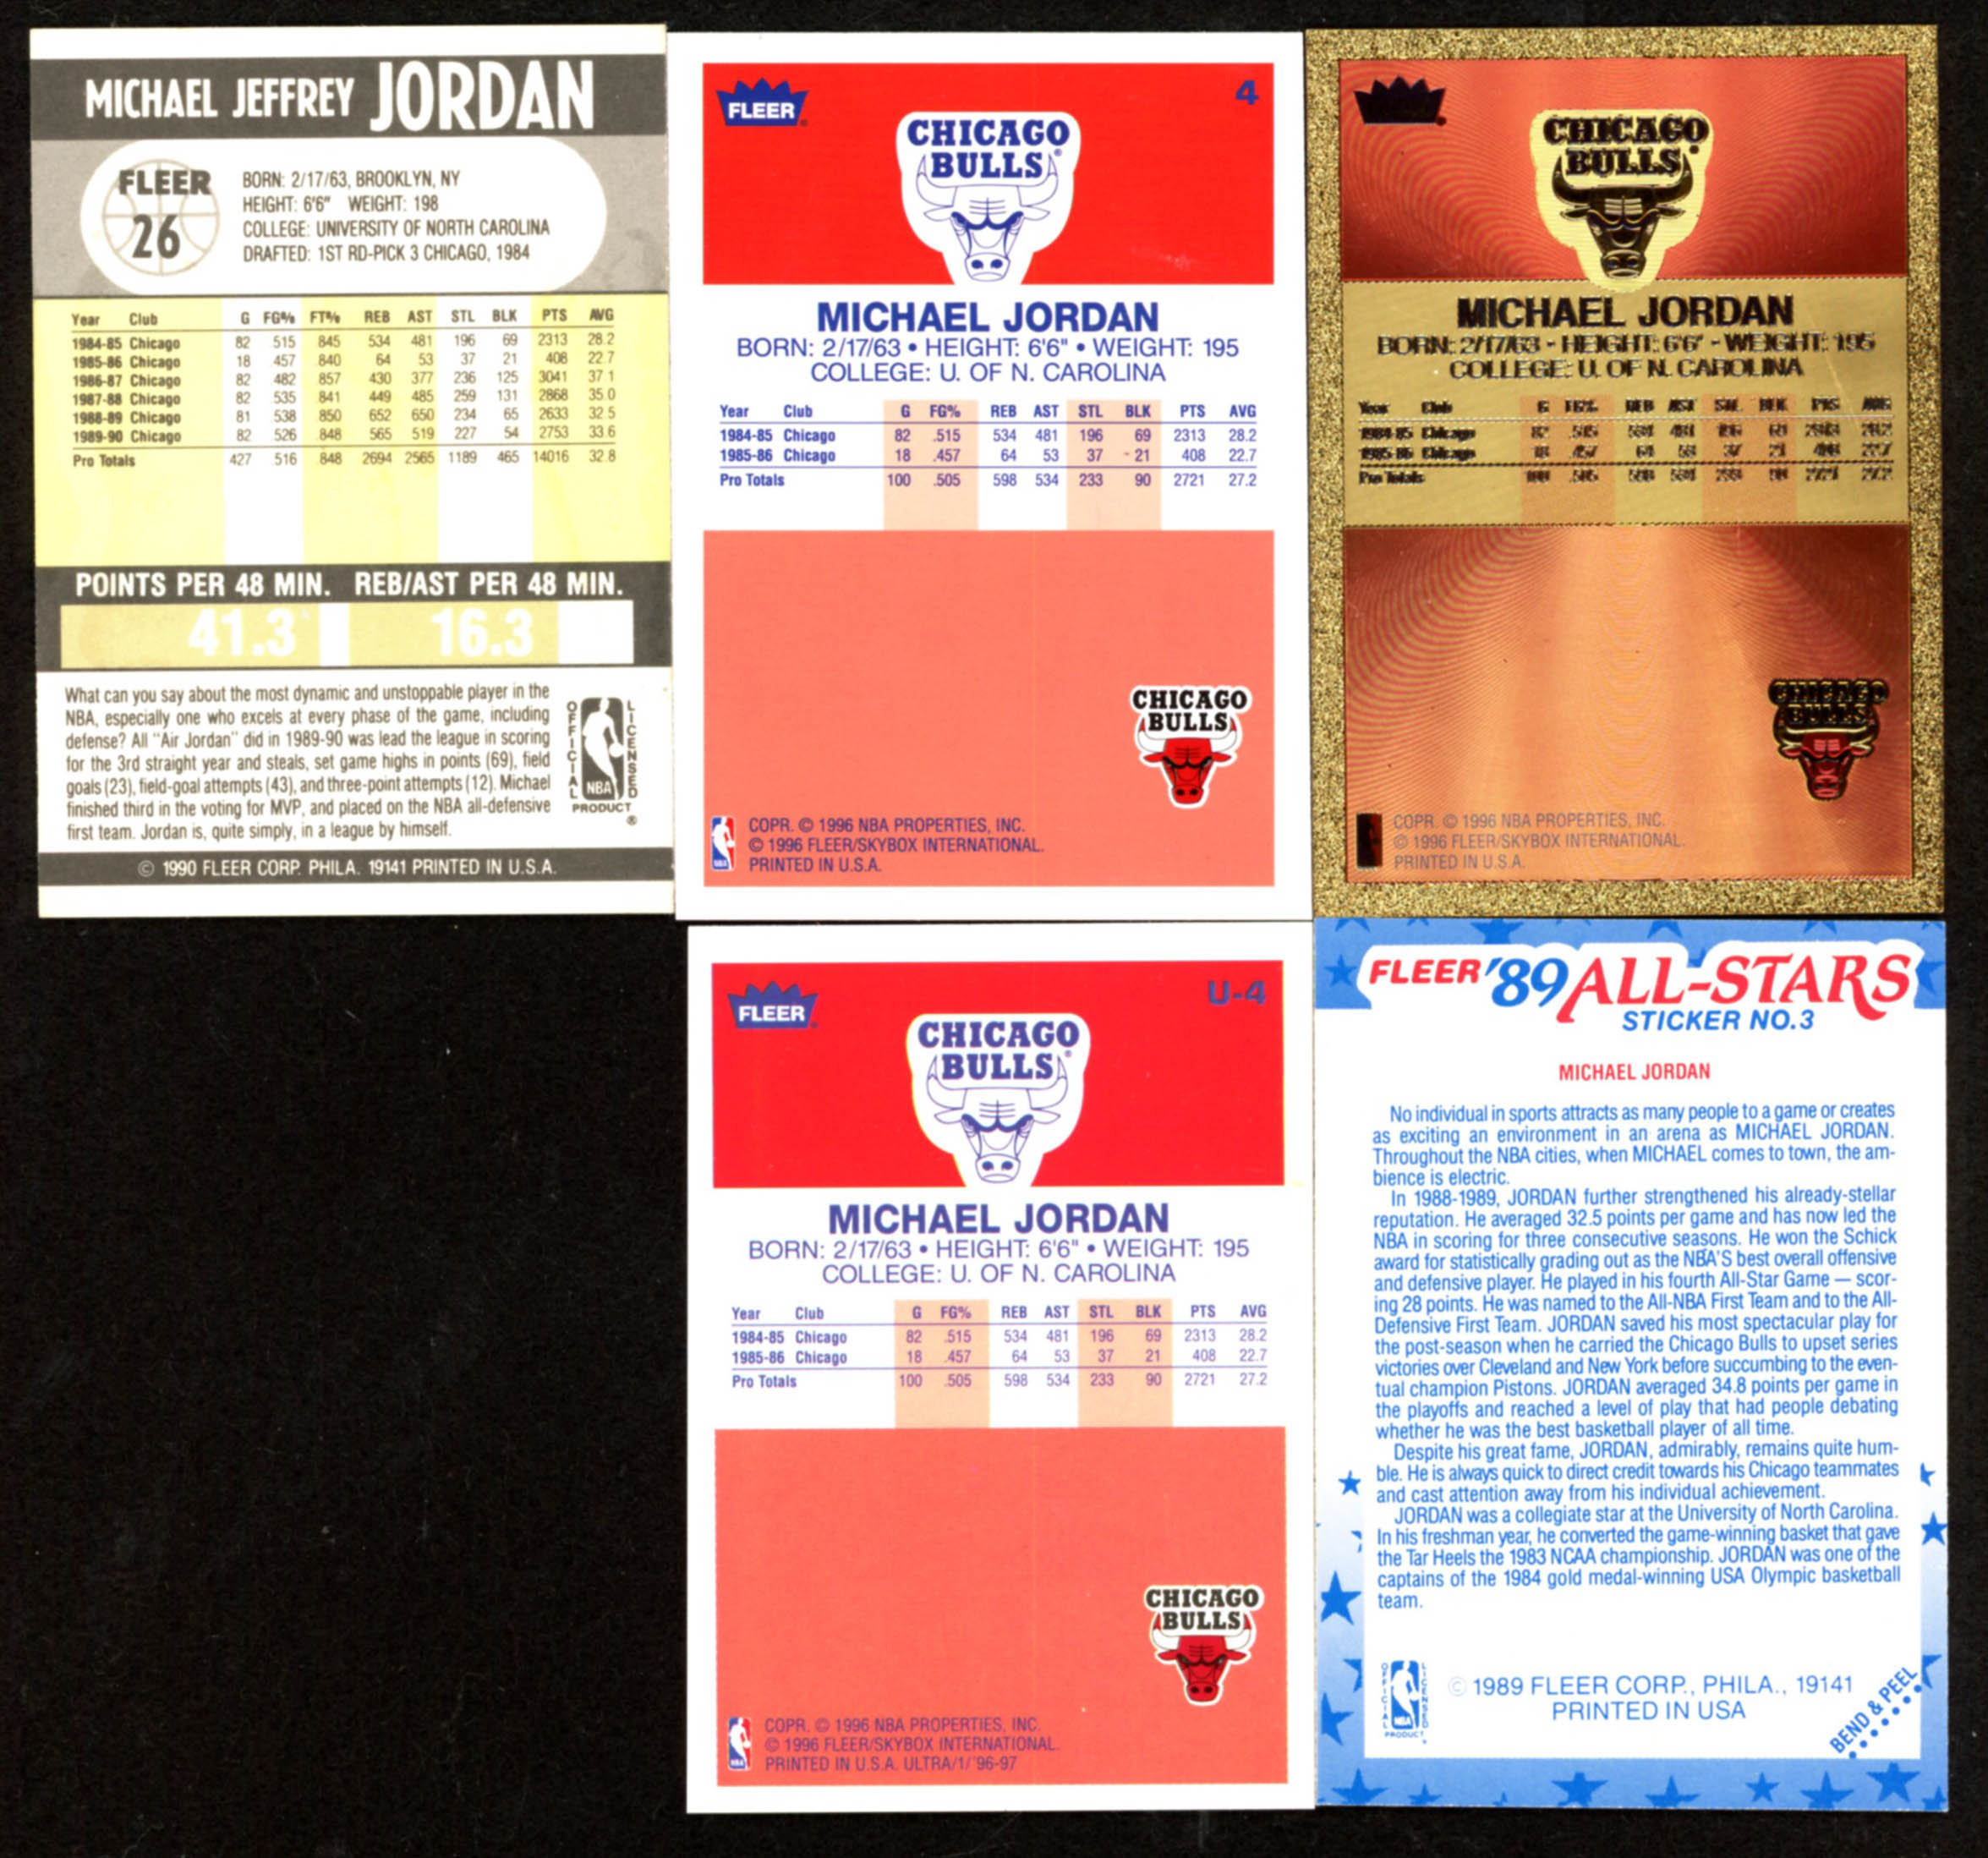 MICHAEL JEFFREY JORDAN
FLEER
26
BORN: 2/17/63, BROOKLYN, NY
HEIGHT: 6'6" WEIGHT: 198
COLLEGE: UNIVERSITY OF NORTH CAROLINA
DRAFTED: 1ST RD-PICK 3 CHICAGO, 1984
Year Club G FG% FT% REB AST STL BLK PTS AVG
1984-85 Chicago 82 .515 .845 534 481 196 69 2313 28.2
1985-86 Chicago 18 .457 .840 64 53 37 21 408 22.7
1986-87 Chicago 82 .482 .857 430 377 236 125 3041 37.1
1987-88 Chicago 82 .535 .841 449 485 259 131 2868 35.0
1988-89 Chicago 81 .538 .850 652 650 234 65 2633 32.5
1989-90 Chicago 82 .526 .848 565 519 227 54 2753 33.6
Pro Totals 427 .516 .848 2694 2565 1189 465 14016 32.8
POINTS PER 48 MIN. REB/AST PER 48 MIN.
41.3 16.3
What can you say about the most dynamic and unstoppable player in the
NBA, especially one who excels at every phase of the game, including
defense? All "Air Jordan" did in 1989-90 was lead the league in scoring
for the 3rd straight year and steals, set game highs in points (69), field
goals (23), field-goal attempts (43), and three-point attempts (12). Michael
finished third in the voting for MVP, and placed on the NBA all-defensive
first team. Jordan is, quite simply, in a league by himself.
OFFICIAL
NBA
LICENSED
PRODUCT ®
© 1990 FLEER CORP. PHILA. 19141 PRINTED IN U.S.A.
FLEER®
4
CHICAGO
BULLS®
MICHAEL JORDAN
BORN: 2/17/63 • HEIGHT: 6'6" • WEIGHT: 195
COLLEGE: U. OF N. CAROLINA
Year Club G FG% REB AST STL BLK PTS AVG
1984-85 Chicago 82 .515 534 481 196 69 2313 28.2
1985-86 Chicago 18 .457 64 53 37 21 408 22.7
Pro Totals 100 .505 598 534 233 90 2721 27.2
CHICAGO
BULLS
NBA
COPR. © 1996 NBA PROPERTIES, INC.
© 1996 FLEER/SKYBOX INTERNATIONAL.
PRINTED IN U.S.A.
CHICAGO
BULLS®
MICHAEL JORDAN
BORN: 2/17/63 • HEIGHT: 6'6" • WEIGHT: 195
COLLEGE: U. OF N. CAROLINA
Year Club
1984-85 Chicago
1985-86 Chicago
Pro Totals
CHICAGO
BULLS
COPR. © 1996 NBA PROPERTIES, INC.
© 1996 FLEER/SKYBOX INTERNATIONAL.
PRINTED IN U.S.A.
FLEER®
U-4
CHICAGO
BULLS®
MICHAEL JORDAN
BORN: 2/17/63 • HEIGHT: 6'6" • WEIGHT: 195
COLLEGE: U. OF N. CAROLINA
Year Club G FG% REB AST STL BLK PTS AVG
1984-85 Chicago 82 .515 534 481 196 69 2313 28.2
1985-86 Chicago 18 .457 64 53 37 21 408 22.7
Pro Totals 100 .505 598 534 233 90 2721 27.2
CHICAGO
BULLS
NBA
COPR. © 1996 NBA PROPERTIES, INC.
© 1996 FLEER/SKYBOX INTERNATIONAL.
PRINTED IN U.S.A. ULTRA/1/'96-97
FLEER '89 ALL-STARS
STICKER NO.3
MICHAEL JORDAN
No individual in sports attracts as many people to a game or creates
as exciting an environment in an arena as MICHAEL JORDAN.
Throughout the NBA cities, when MICHAEL comes to town, the am-
bience is electric.
In 1988-1989, JORDAN further strengthened his already-stellar
reputation. He averaged 32.5 points per game and has now led the
NBA in scoring for three consecutive seasons. He won the Schick
award for statistically grading out as the NBA'S best overall offensive
and defensive player. He played in his fourth All-Star Game — scor-
ing 28 points. He was named to the All-NBA First Team and to the All-
Defensive First Team. JORDAN saved his most spectacular play for
the post-season when he carried the Chicago Bulls to upset series
victories over Cleveland and New York before succumbing to the even-
tual champion Pistons. JORDAN averaged 34.8 points per game in
the playoffs and reached a level of play that had people debating
whether he was the best basketball player of all time.
Despite his great fame, JORDAN, admirably, remains quite hum-
ble. He is always quick to direct credit towards his Chicago teammates
and cast attention away from his individual achievement.
JORDAN was a collegiate star at the University of North Carolina.
In his freshman year, he converted the game-winning basket that gave
the Tar Heels the 1983 NCAA championship. JORDAN was one of the
captains of the 1984 gold medal-winning USA Olympic basketball
team.
OFFICIAL
NBA
LICENSED
PRODUCT
© 1989 FLEER CORP., PHILA., 19141
PRINTED IN USA
BEND & PEEL